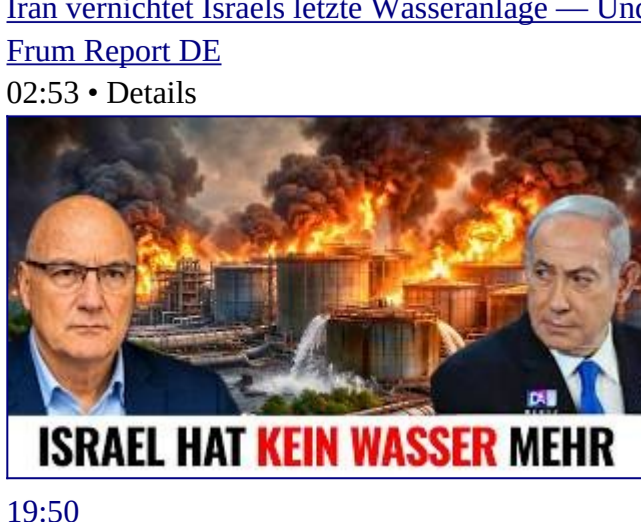 Iran vernichtet Israels letzte Wasseranlage — Und
Frum Report DE
02:53 • Details
ISRAEL HAT KEIN WASSER MEHR
19:50